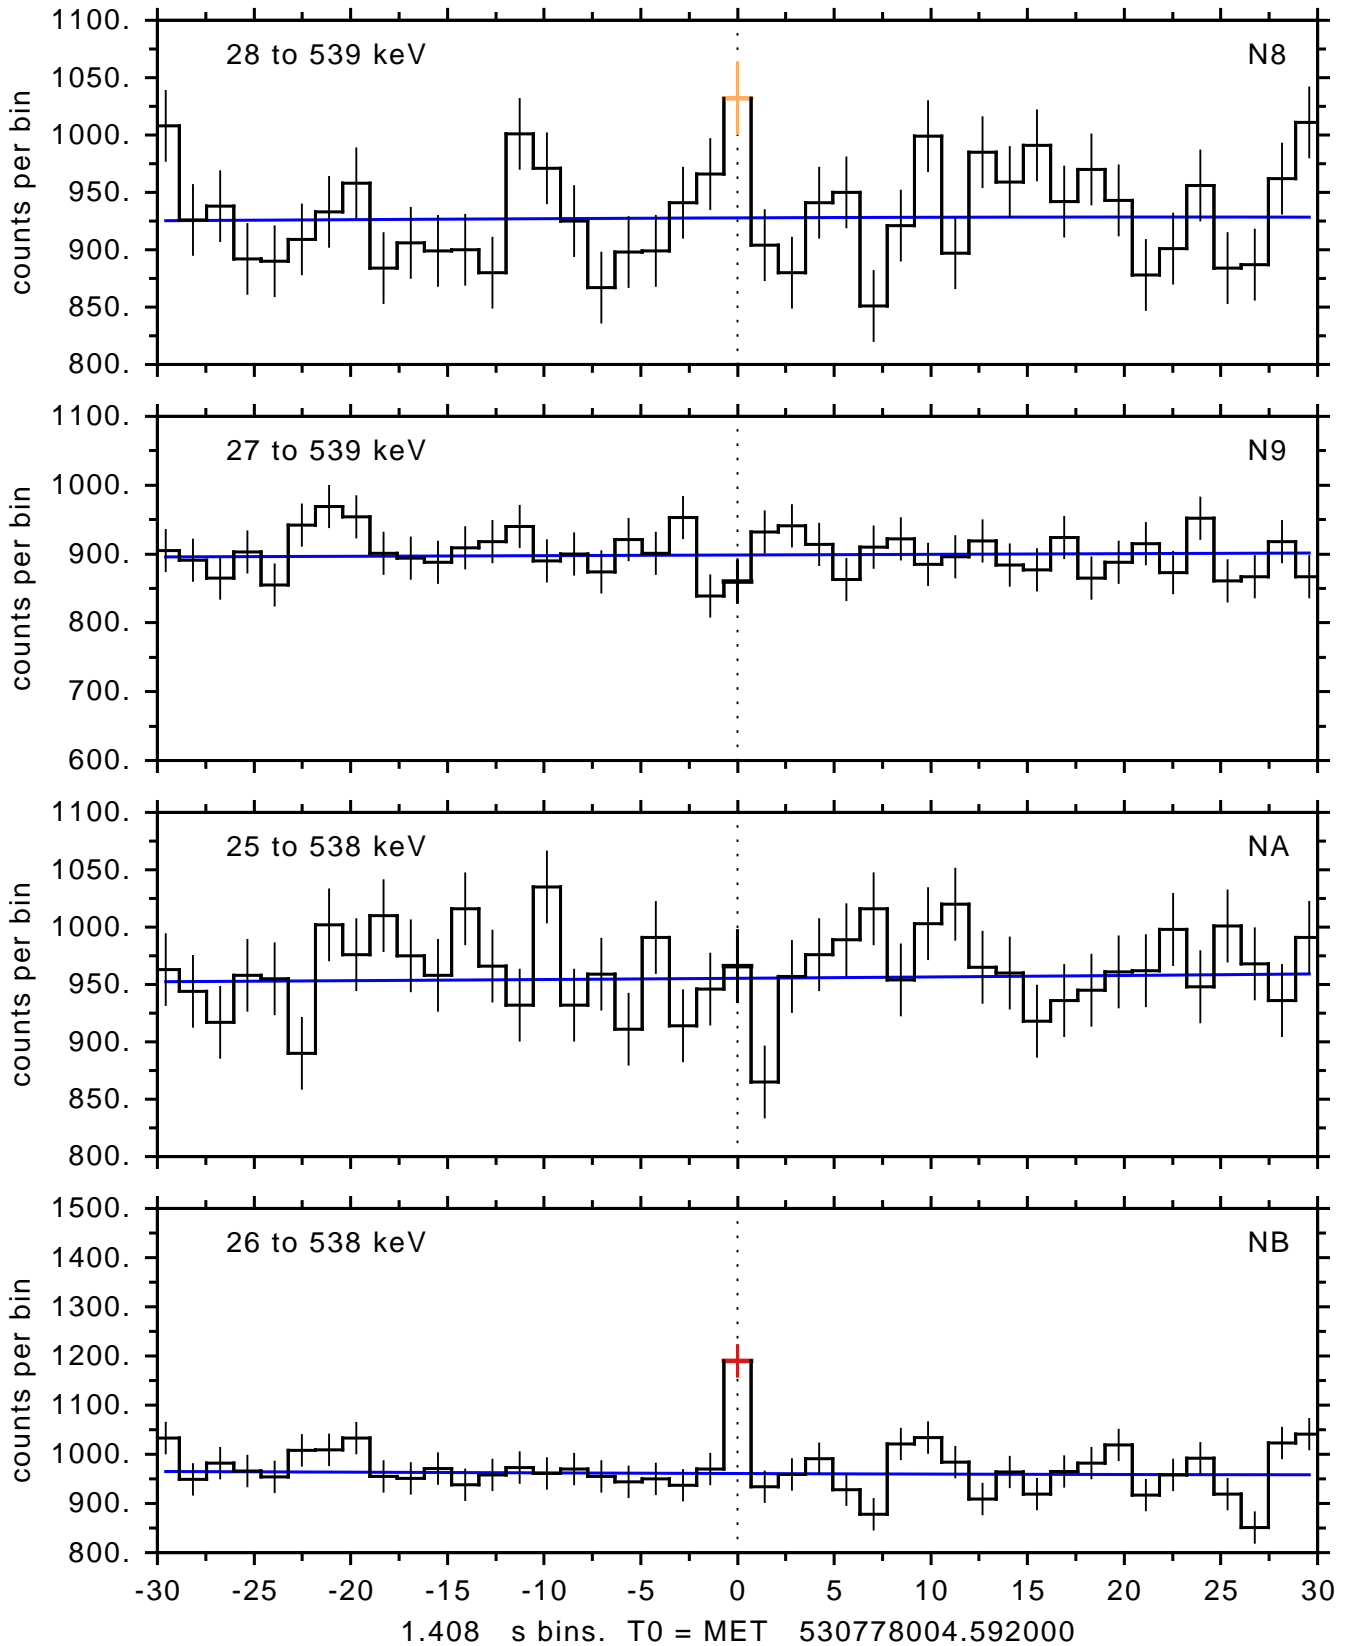 1100.
28 to 539 keV N8
1050.
1000.
950.
900.
850.
800.
counts per bin
1100.
27 to 539 keV N9
1000.
900.
800.
700.
600.
counts per bin
1100.
25 to 538 keV NA
1050.
1000.
950.
900.
850.
800.
counts per bin
1500.
26 to 538 keV NB
1400.
1300.
1200.
1100.
1000.
900.
800.
counts per bin
-30 -25 -20 -15 -10 -5 0 5 10 15 20 25 30
1.408 s bins. T0 = MET 530778004.592000